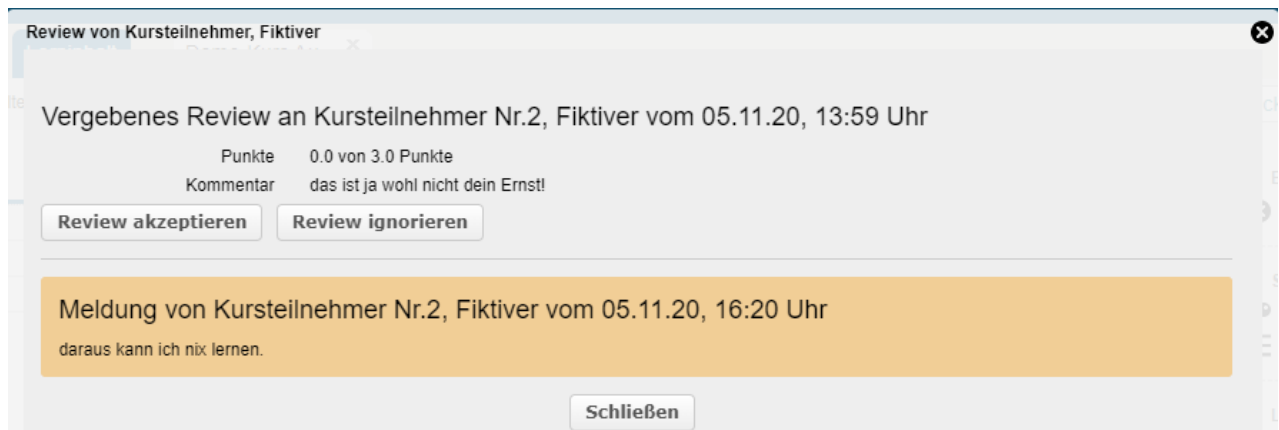 Review von Kursteilnehmer, Fiktiver
Vergebenes Review an Kursteilnehmer Nr.2, Fiktiver vom 05.11.20, 13:59 Uhr
Punkte 0.0 von 3.0 Punkte
Kommentar das ist ja wohl nicht dein Ernst!
Review akzeptieren Review ignorieren
Meldung von Kursteilnehmer Nr.2, Fiktiver vom 05.11.20, 16:20 Uhr
daraus kann ich nix lernen.
Schließen